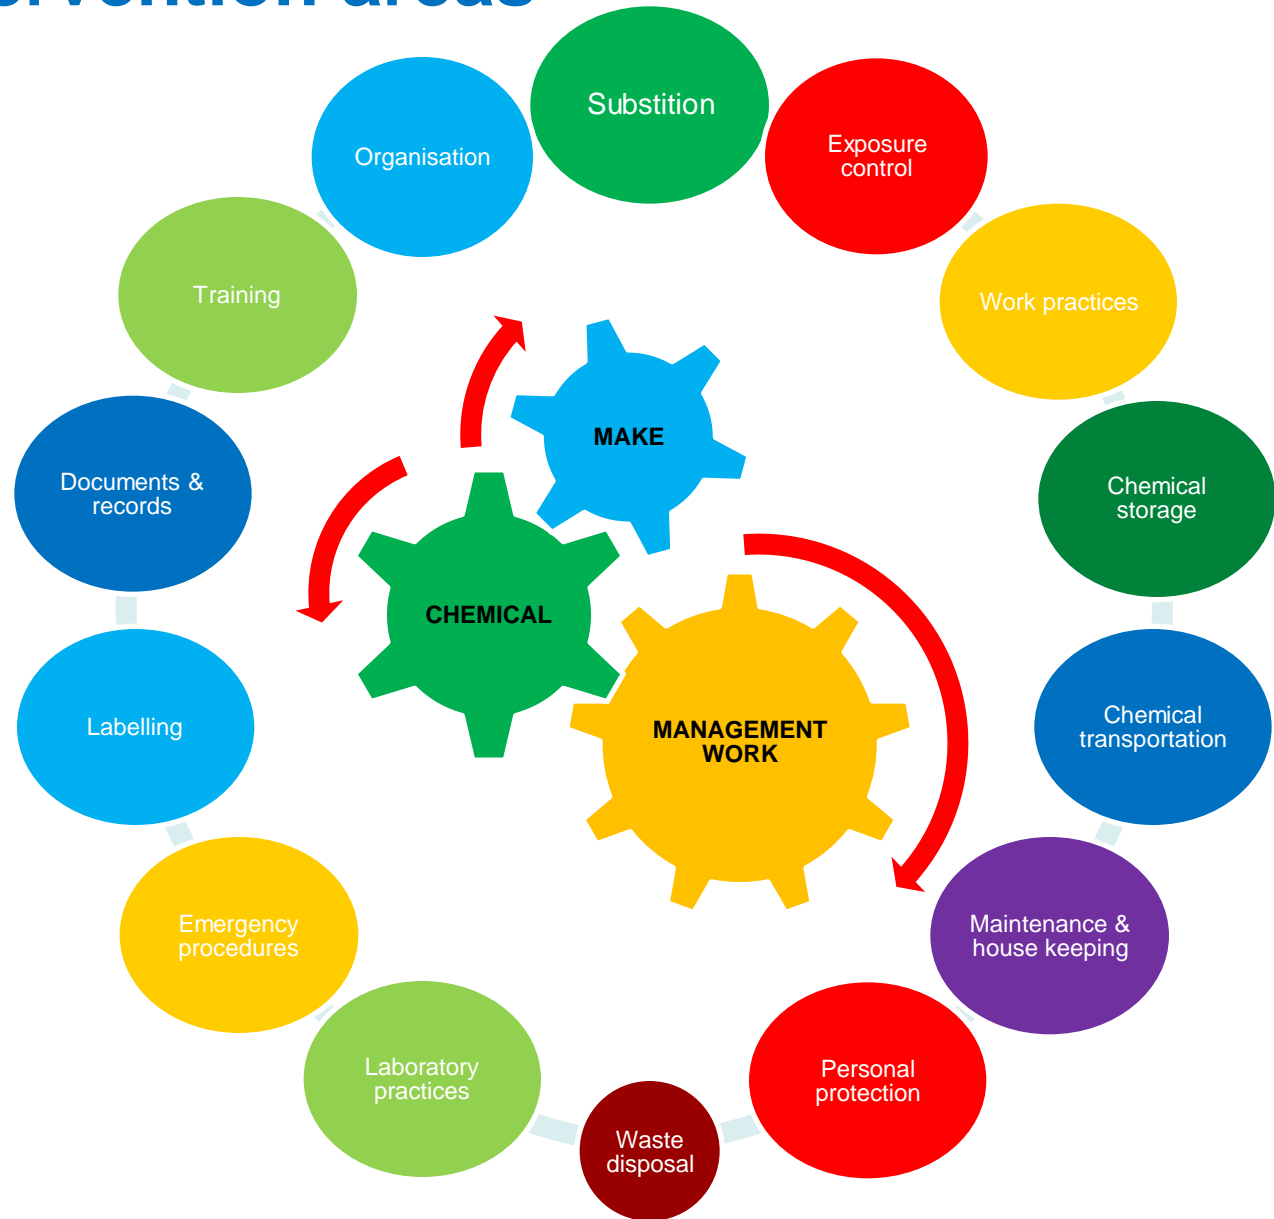 areas
Substition
Exposure
control
Work practices
Chemical
storage
Chemical
transportation
Maintenance &
house keeping
Personal
protection
Waste
disposal
Laboratory
practices
Emergency
procedures
Labelling
Documents &
records
Training
Organisation
MAKE
CHEMICAL
MANAGEMENT
WORK